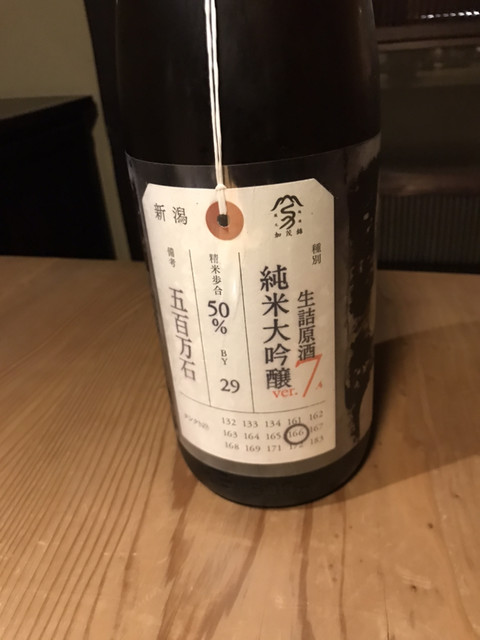 新潟
加茂錦
種別
生詰原酒
純米大吟醸
ver.7
精米歩合
50%
BY
29
備考
五百万石
132 133 134 161 162
163 164 165 166 167
168 169 171 172 183